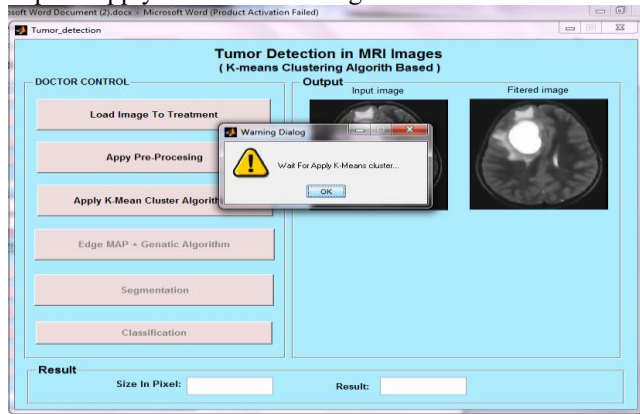 osoft Word Document (2).docx - Microsoft Word (Product Activation Failed)
Tumor_detection
Tumor Detection in MRI Images
( K-means Clustering Algorith Based )
DOCTOR CONTROL
Load Image To Treatment
Appy Pre-Procesing
Apply K-Mean Cluster
Edge MAP + Genatic Algorithm
Segmentation
Classification
Output
Input image
Fitered image
Warning Dialog
Wait For Apply K-Means cluster...
OK
Result
Size In Pixel:
Result: